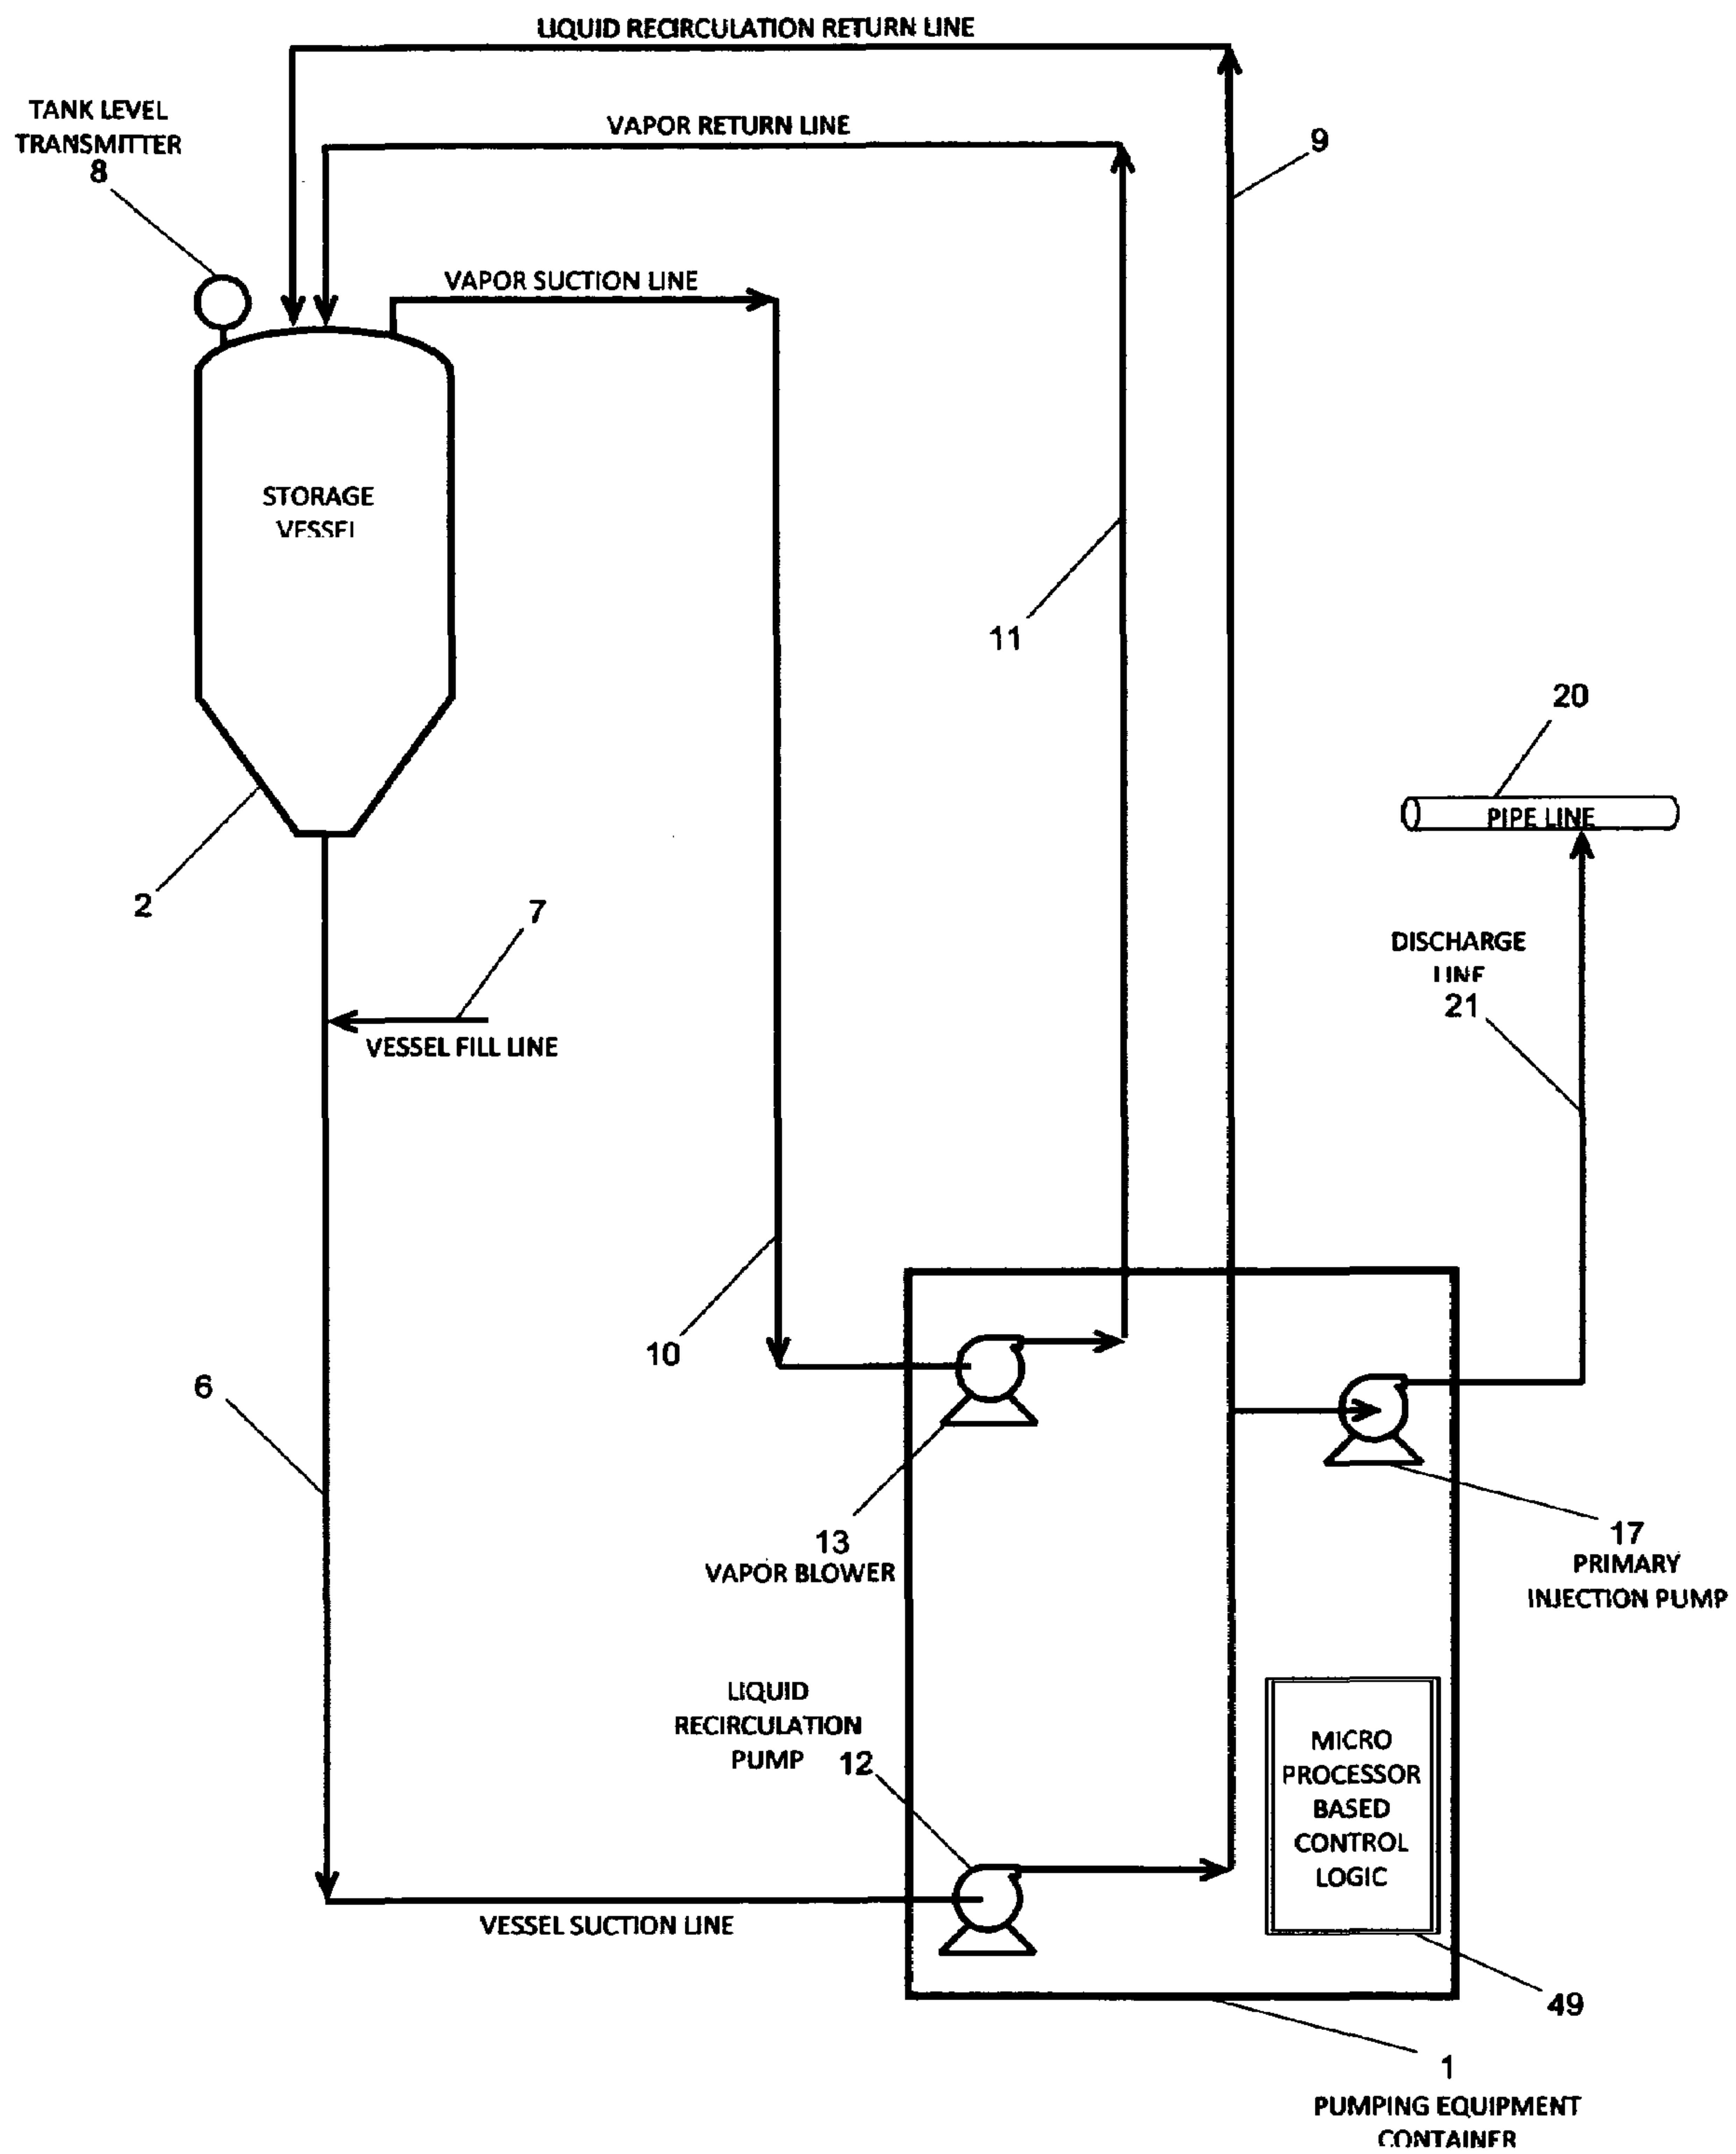 LIQUID RECIRCULATION RETURN LINE
TANK LEVEL
TRANSMITTER
8
VAPOR RETURN LINE
9
VAPOR SUCTION LINE
STORAGE
VESSEL
11
20
PIPE LINE
2
7
VESSEL FILL LINE
DISCHARGE
LINE
21
10
6
13
VAPOR BLOWER
17
PRIMARY
INJECTION PUMP
LIQUID
RECIRCULATION
PUMP 12
MICRO
PROCESSOR
BASED
CONTROL
LOGIC
VESSEL SUCTION LINE
49
1
PUMPING EQUIPMENT
CONTAINER